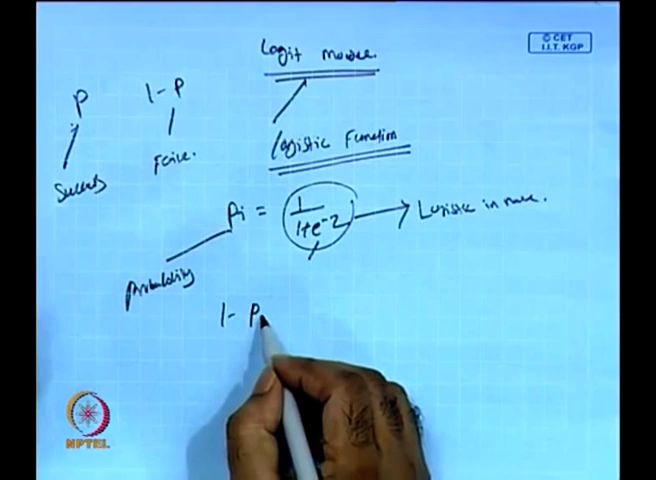 © CET
I.I.T. KGP
Logit Model
P 1-P
Success Failure.
Logistic Function
Pi = 1/1+e^-z → Logistic in nature.
Probability
1- P
NPTEL